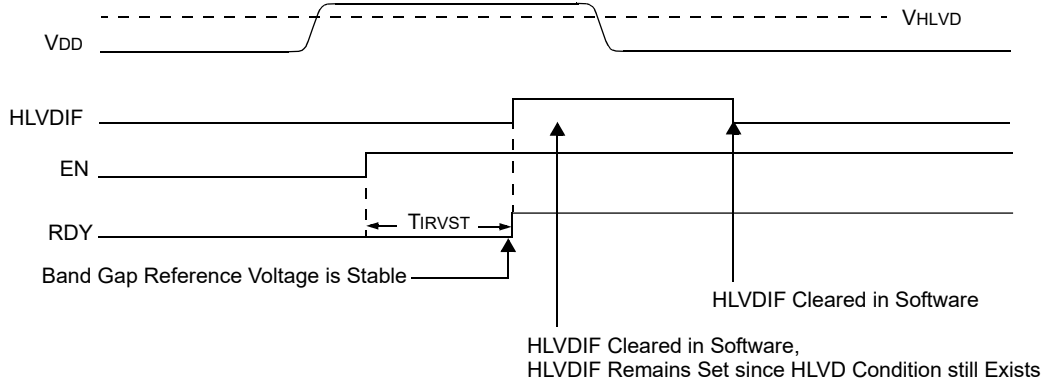 VHLVD
VDD
HLVDIF
EN
TIRVST
RDY
Band Gap Reference Voltage is Stable
HLVDIF Cleared in Software
HLVDIF Cleared in Software,
HLVDIF Remains Set since HLVD Condition still Exists